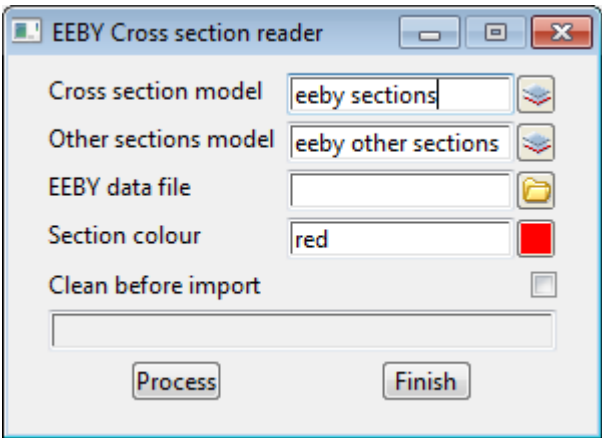 EEBY Cross section reader
Cross section model eeby sections
Other sections model eeby other sections
EEBY data file
Section colour red
Clean before import
Process Finish